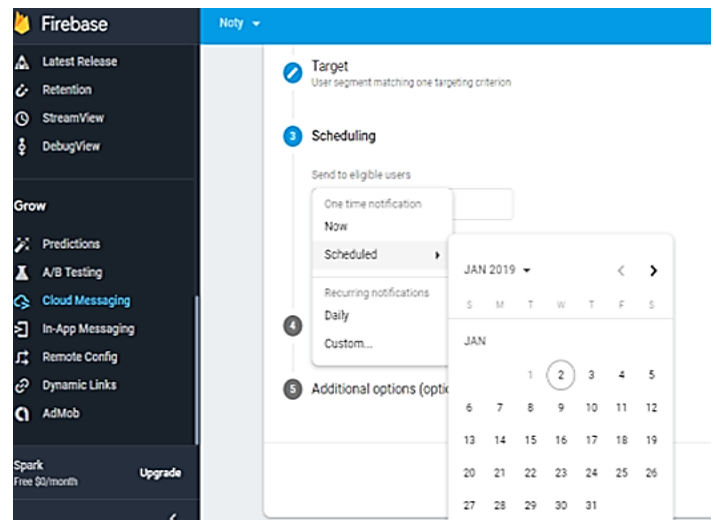 Firebase
Noty
Latest Release
Retention
StreamView
DebugView
Grow
Predictions
A/B Testing
Cloud Messaging
In-App Messaging
Remote Config
Dynamic Links
AdMob
Spark
Free $0/month
Upgrade
Target
User segment matching one targeting criterion
3 Scheduling
Send to eligible users
One time notification
Now
Scheduled
Recurring notifications
Daily
Custom...
4
5 Additional options (optio
JAN 2019
S M T W T F S
JAN
1 2 3 4 5
6 7 8 9 10 11 12
13 14 15 16 17 18 19
20 21 22 23 24 25 26
27 28 29 30 31